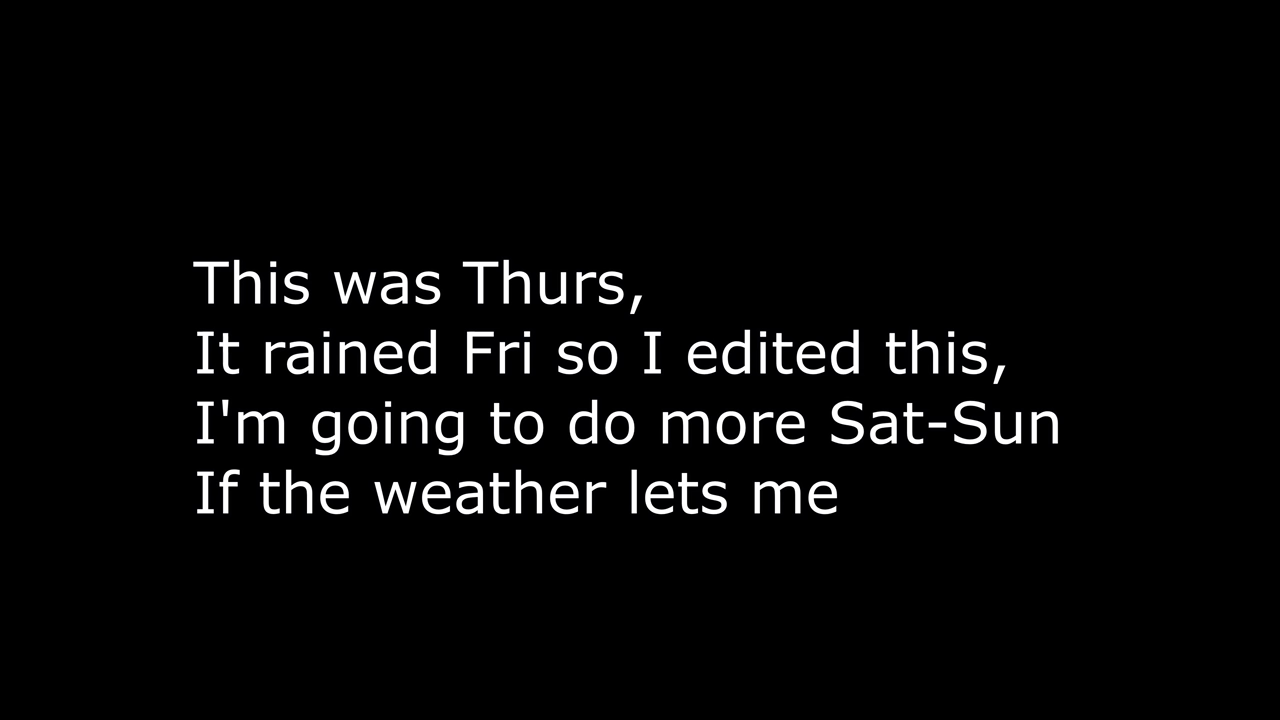 This was Thurs,
It rained Fri so I edited this,
I'm going to do more Sat-Sun
If the weather lets me